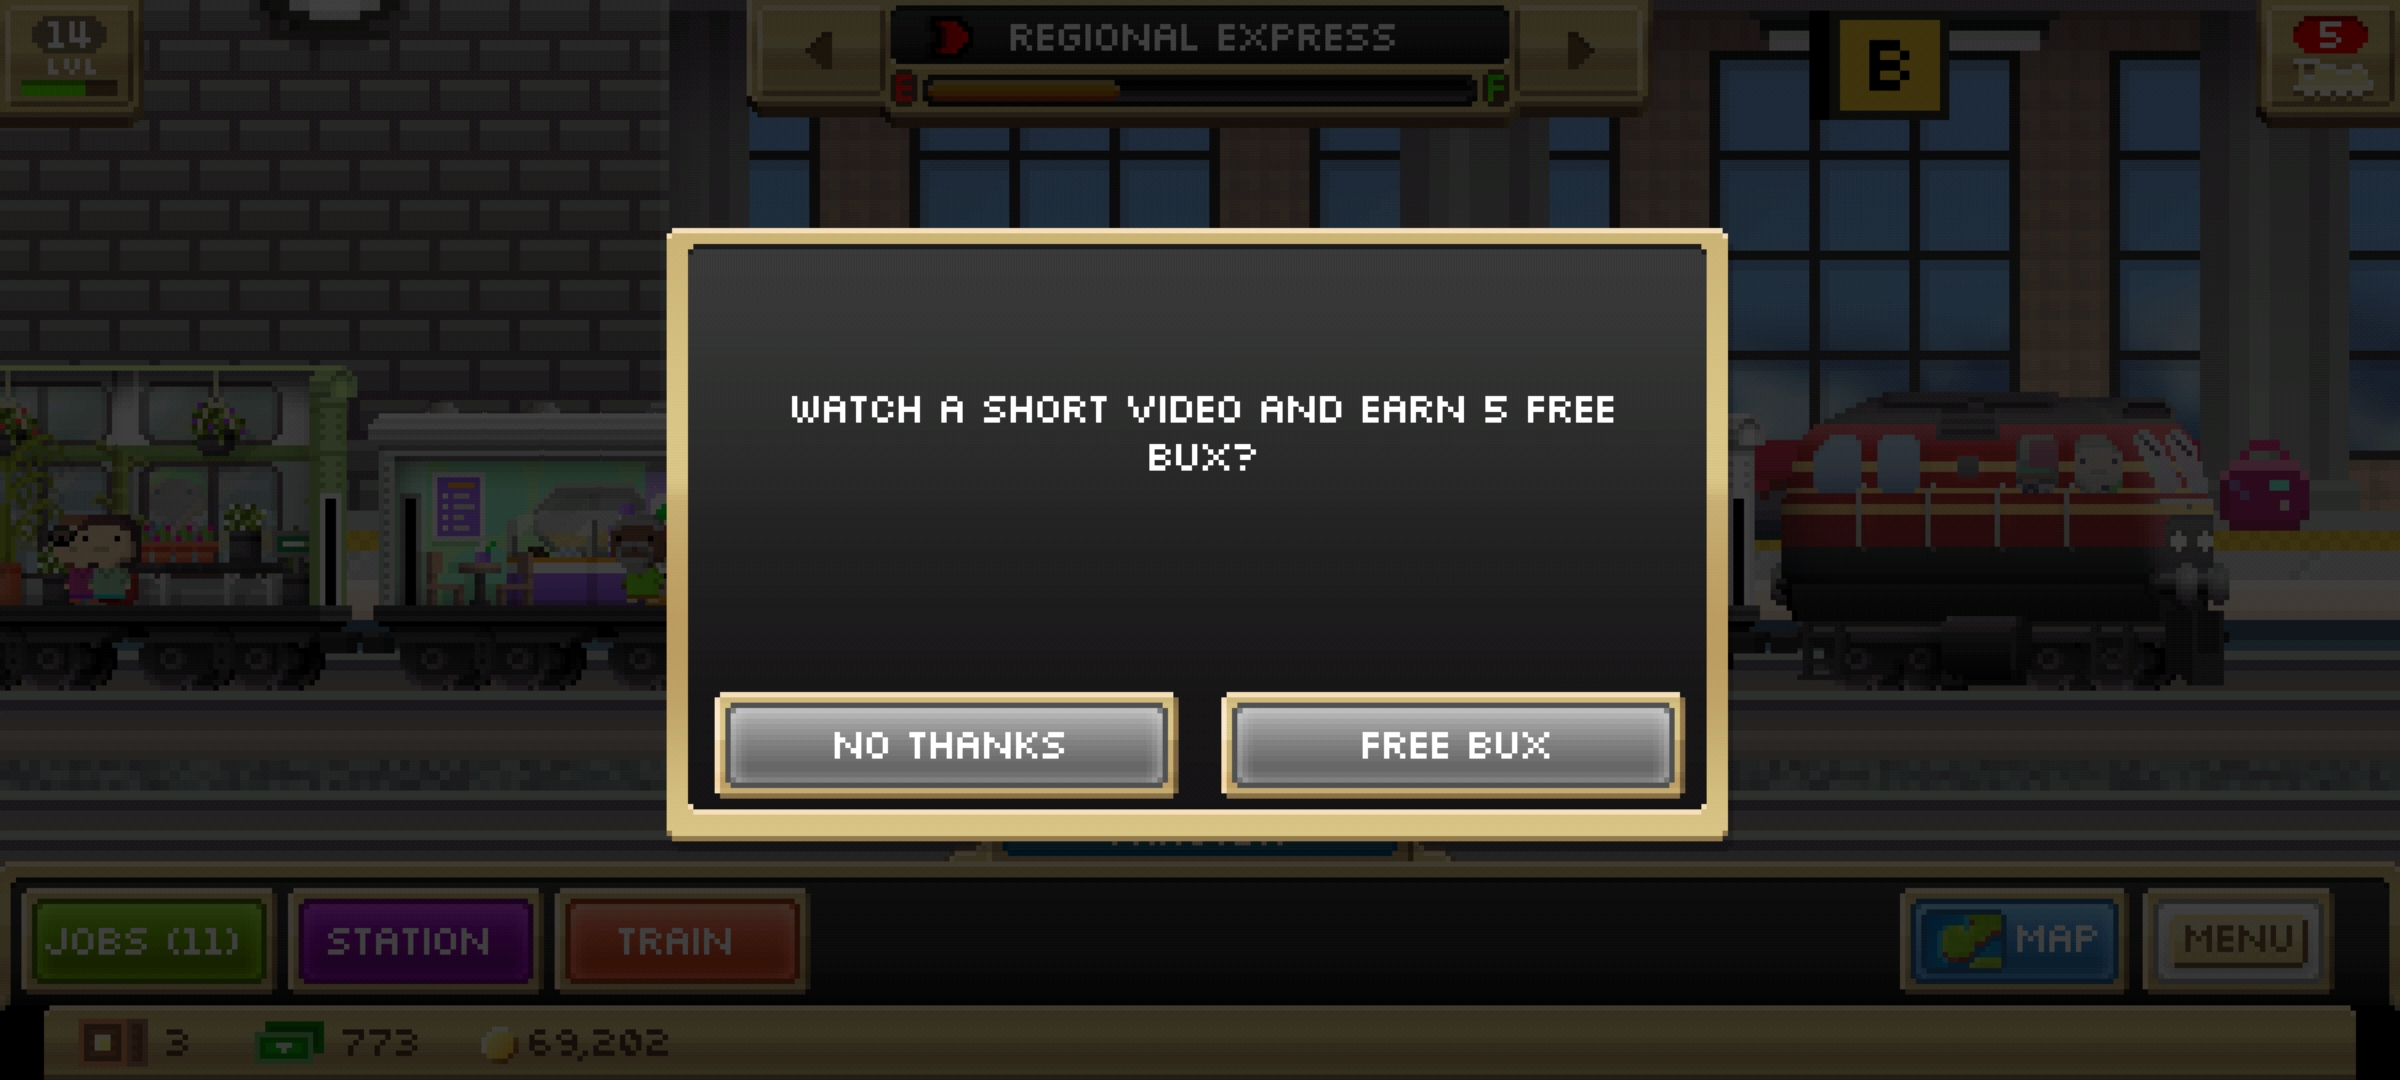 14
LVL
REGIONAL EXPRESS
E F
B
5
WATCH A SHORT VIDEO AND EARN 5 FREE
BUX?
NO THANKS
FREE BUX
JOBS (11)
STATION
TRAIN
MAP
MENU
3
773
69,202